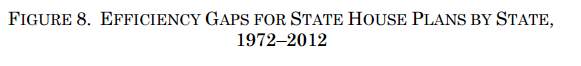 FIGURE 8. EFFICIENCY GAPS FOR STATE HOUSE PLANS BY STATE,
1972–2012